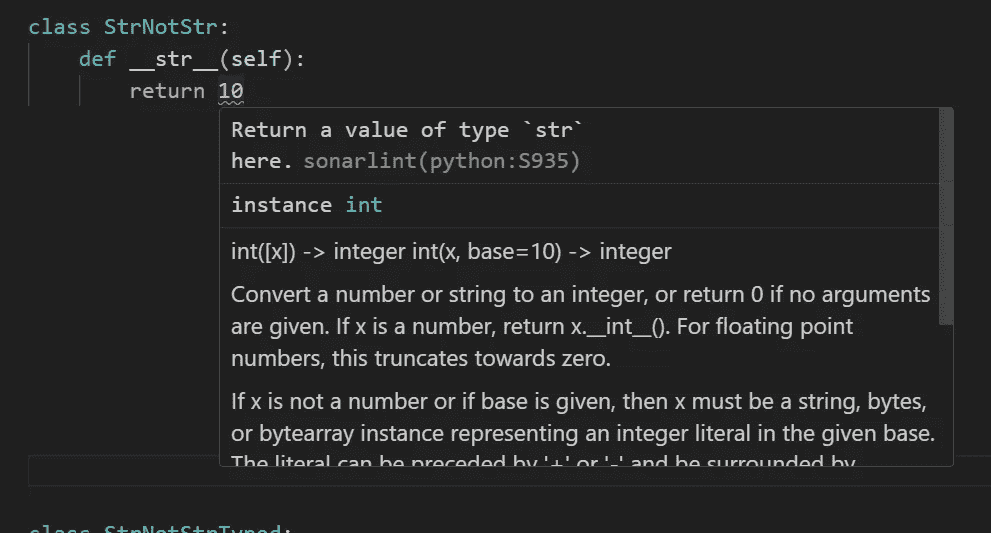 class StrNotStr:
def __str__(self):
return 10
Return a value of type `str`
here. sonarlint(python:S935)
instance int
int([x]) -> integer int(x, base=10) -> integer
Convert a number or string to an integer, or return 0 if no arguments
are given. If x is a number, return x.__int__(). For floating point
numbers, this truncates towards zero.
If x is not a number or if base is given, then x must be a string, bytes,
or bytearray instance representing an integer literal in the given base.
The literal can be preceded by '+' or '-' and be surrounded by
class StrNotStrTyped: